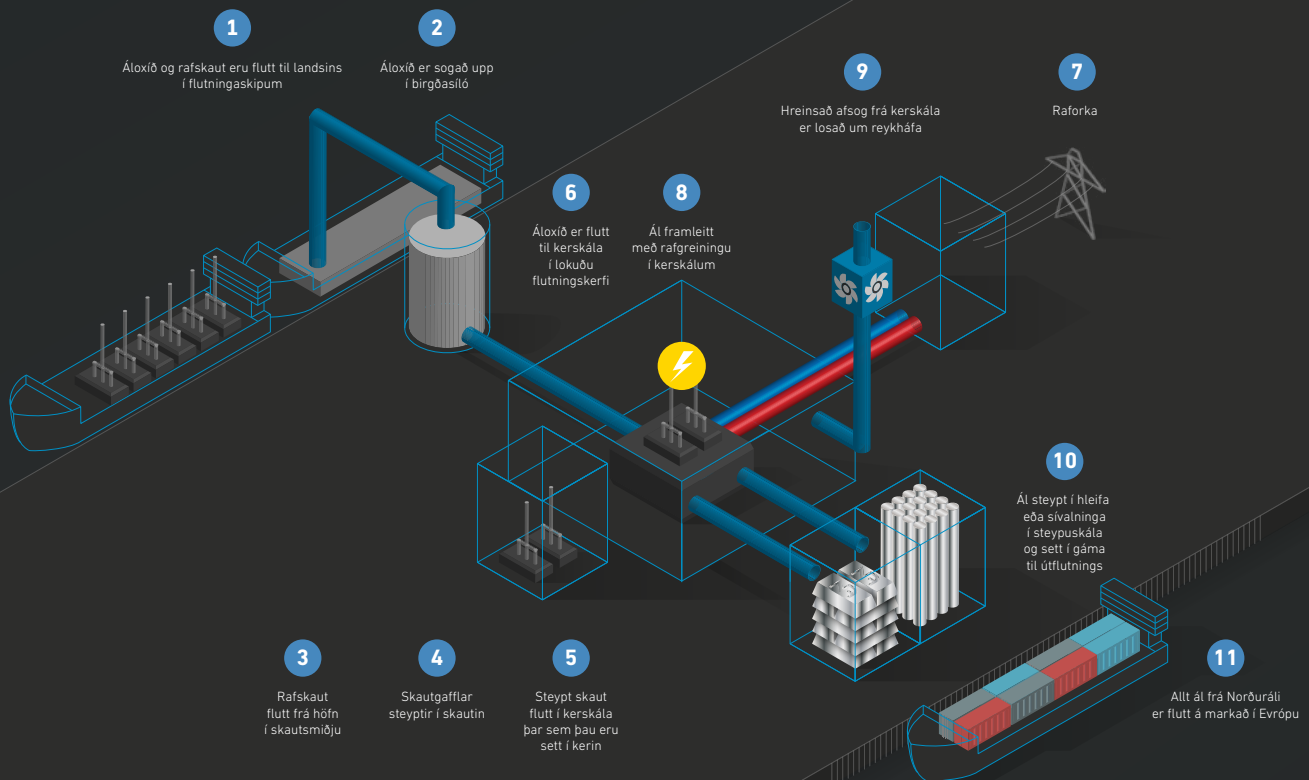 1
Áloxíð og rafskaut eru flutt til landsins
í flutningaskipum
2
Áloxíð er sogað upp
í birgðasíló
9
Hreinsað afsog frá kerskála
er losað um reykháfa
7
Raforka
6
Áloxíð er flutt
til kerskála
í lokuðu
flutningskerfi
8
Ál framleitt
með rafgreiningu
í kerskálum
10
Ál steypt í hleifa
eða sívalninga
í steypuskála
og sett í gáma
til útflutnings
3
Rafskaut
flutt frá höfn
í skautsmiðju
4
Skautgafflar
steyptir í skautin
5
Steypt skaut
flutt í kerskála
þar sem þau eru
sett í kerin
11
Allt ál frá Norðuráli
er flutt á markað í Evrópu